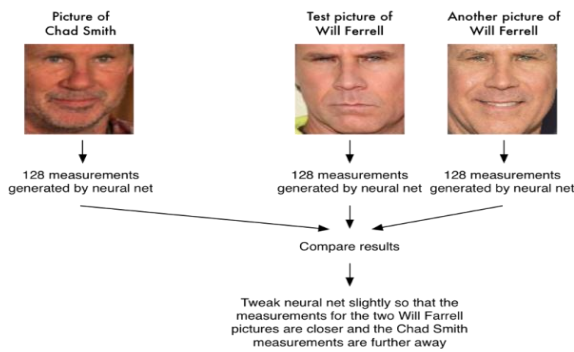 Picture of
Chad Smith
Test picture of
Will Ferrell
Another picture of
Will Ferrell
128 measurements
generated by neural net
128 measurements
generated by neural net
128 measurements
generated by neural net
Compare results
Tweak neural net slightly so that the
measurements for the two Will Farrell
pictures are closer and the Chad Smith
measurements are further away